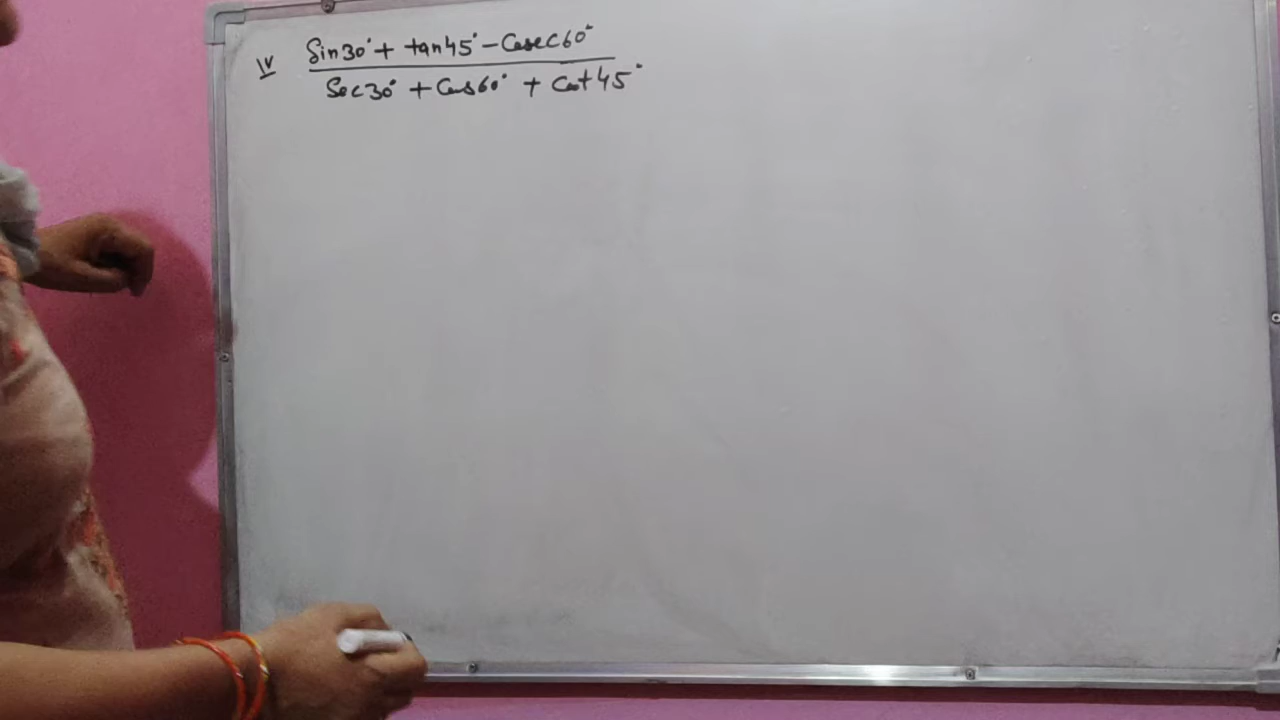 iv sin30° + tan45° - Cosec60°
Sec30° + Cos60° + Cot45°